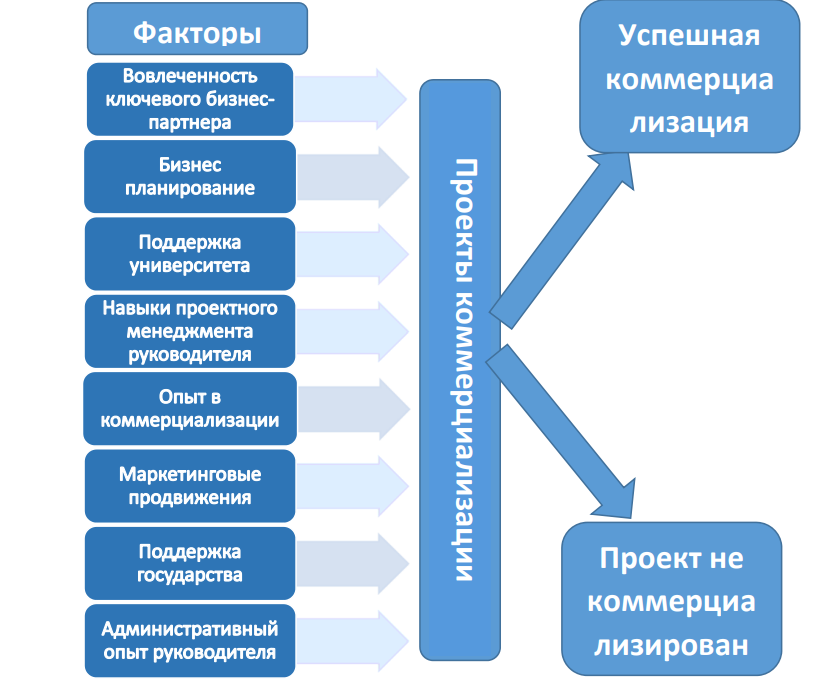 Факторы
Вовлеченность
ключевого бизнес-
партнера
Бизнес
планирование
Поддержка
университета
Навыки проектного
менеджмента
руководителя
Опыт в
коммерциализации
Маркетинговые
продвижения
Поддержка
государства
Административный
опыт руководителя
Проекты коммерциализации
Успешная
коммерциа
лизация
Проект не
коммерциа
лизирован